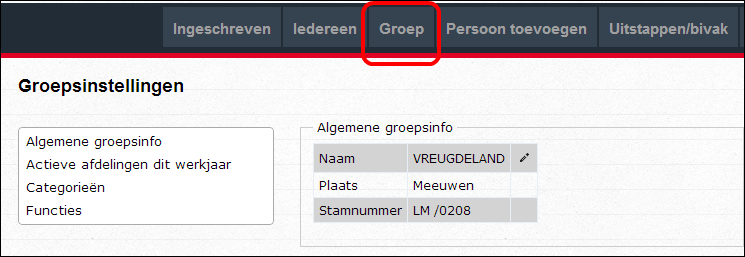 Ingeschreven Iedereen Groep Persoon toevoegen Uitstappen/bivak
Groepsinstellingen
Algemene groepsinfo
Actieve afdelingen dit werkjaar
Categorieën
Functies
Algemene groepsinfo
Naam VREUGDELAND
Plaats Meeuwen
Stamnummer LM /0208